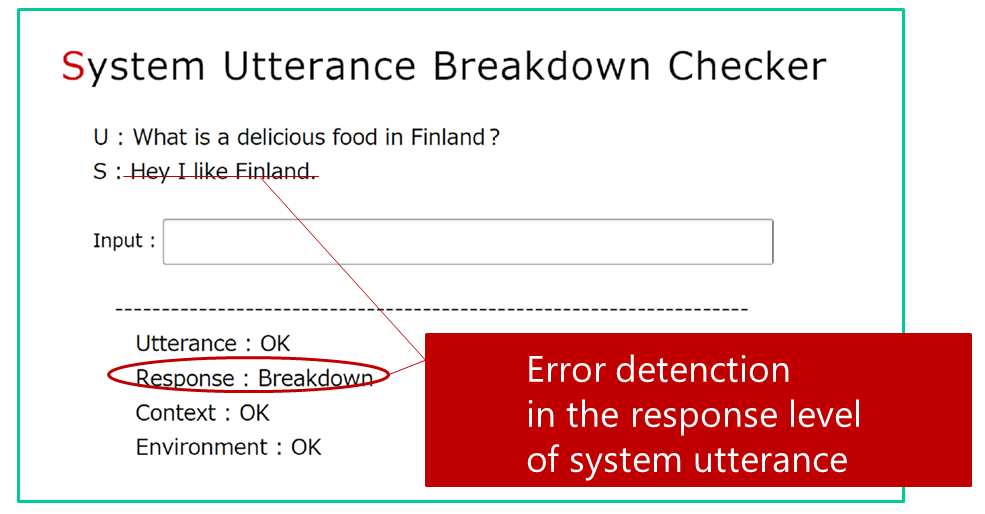 System Utterance Breakdown Checker
U : What is a delicious food in Finland?
S : Hey I like Finland.
Input :
--------------------------------------------------------------------
Utterance : OK
Response : Breakdown
Context : OK
Environment : OK
Error detenction
in the response level
of system utterance